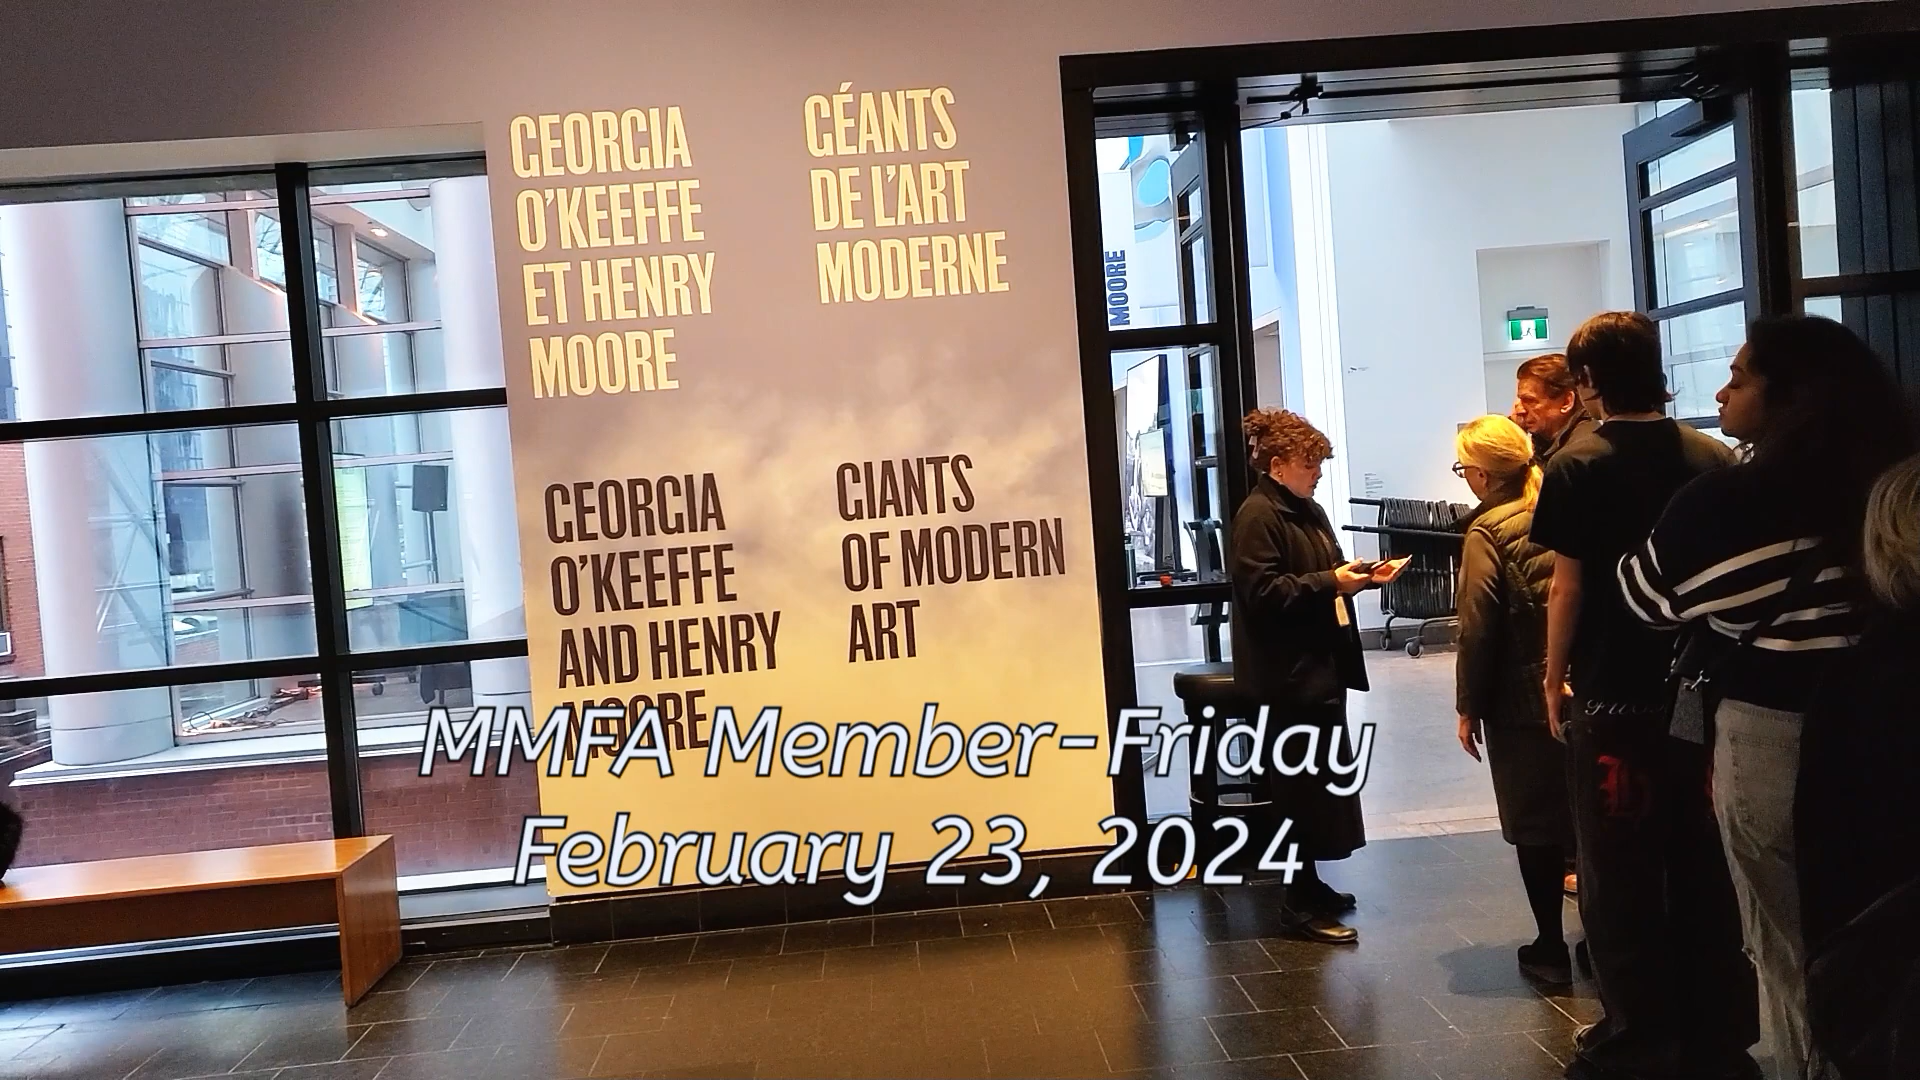 GEORGIA
O'KEEFFE
ET HENRY
MOORE
GÉANTS
DE L'ART
MODERNE
GEORGIA
O'KEEFFE
AND HENRY
MOORE
GIANTS
OF MODERN
ART
MOORE
MMFA Member-Friday
February 23, 2024